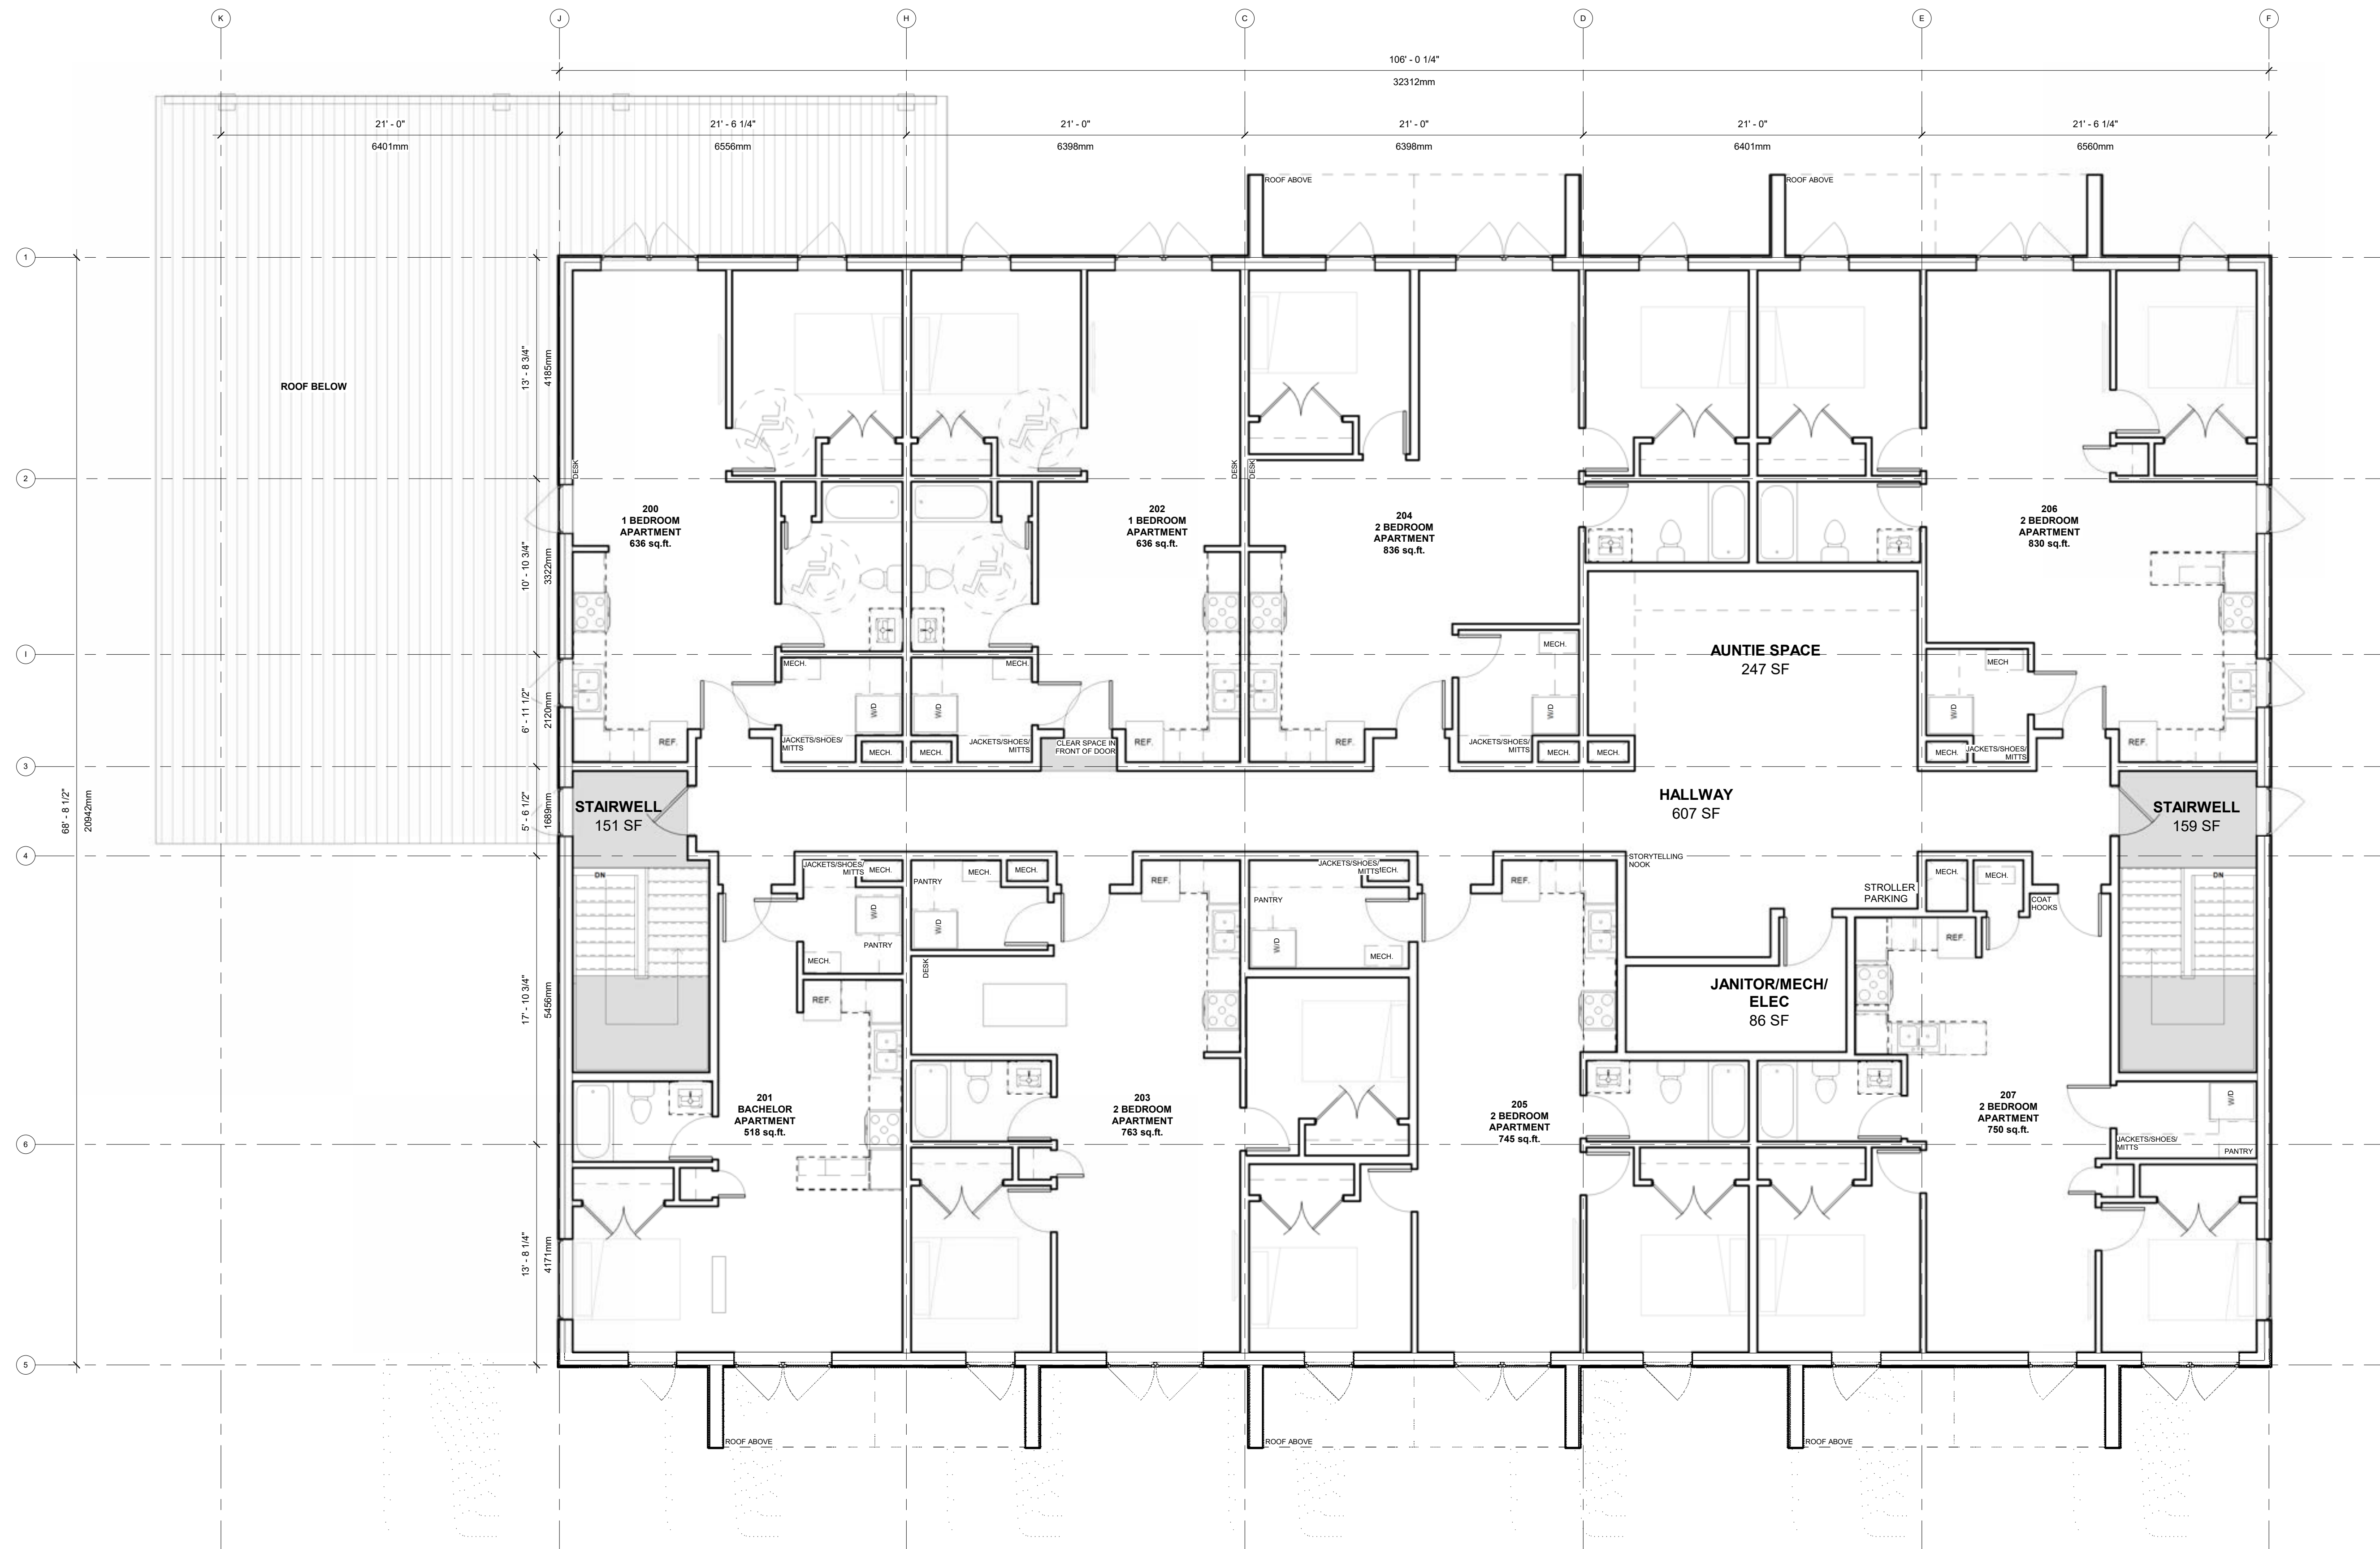 K
J
H
C
D
E
F
106' - 0 1/4"
32312mm
21' - 0"
21' - 6 1/4"
21' - 0"
21' - 0"
21' - 0"
21' - 6 1/4"
6401mm
6556mm
6398mm
6398mm
6401mm
6560mm
ROOF ABOVE
ROOF ABOVE
1
2
I
3
4
6
5
68' - 8 1/2"
20942mm
13' - 8 3/4"
4185mm
10' - 10 3/4"
3322mm
6' - 11 1/2"
2120mm
5' - 6 1/2"
1689mm
17' - 10 3/4"
5456mm
13' - 8 1/4"
4171mm
ROOF BELOW
DESK
DESK
DESK
200
1 BEDROOM
APARTMENT
636 sq.ft.
202
1 BEDROOM
APARTMENT
636 sq.ft.
204
2 BEDROOM
APARTMENT
836 sq.ft.
206
2 BEDROOM
APARTMENT
830 sq.ft.
AUNTIE SPACE
247 SF
MECH.
MECH.
MECH.
MECH
W/D
W/D
W/D
W/D
REF.
JACKETS/SHOES/
MITTS
MECH.
MECH.
JACKETS/SHOES/
MITTS
CLEAR SPACE IN
FRONT OF DOOR
REF.
REF.
JACKETS/SHOES/
MITTS
MECH.
MECH.
MECH.
JACKETS/SHOES/
MITTS
REF.
STAIRWELL
151 SF
HALLWAY
607 SF
STAIRWELL
159 SF
DN
JACKETS/SHOES/
MITTS
MECH.
PANTRY
MECH.
MECH.
REF.
JACKETS/SHOES/
MITTS
MECH.
PANTRY
REF.
STORYTELLING
NOOK
STROLLER
PARKING
MECH.
MECH.
COAT
HOOKS
DN
W/D
PANTRY
MECH.
W/D
DESK
W/D
MECH.
REF.
REF.
JANITOR/MECH/
ELEC
86 SF
201
BACHELOR
APARTMENT
518 sq.ft.
203
2 BEDROOM
APARTMENT
763 sq.ft.
205
2 BEDROOM
APARTMENT
745 sq.ft.
207
2 BEDROOM
APARTMENT
750 sq.ft.
W/D
JACKETS/SHOES/
MITTS
PANTRY
ROOF ABOVE
ROOF ABOVE
ROOF ABOVE